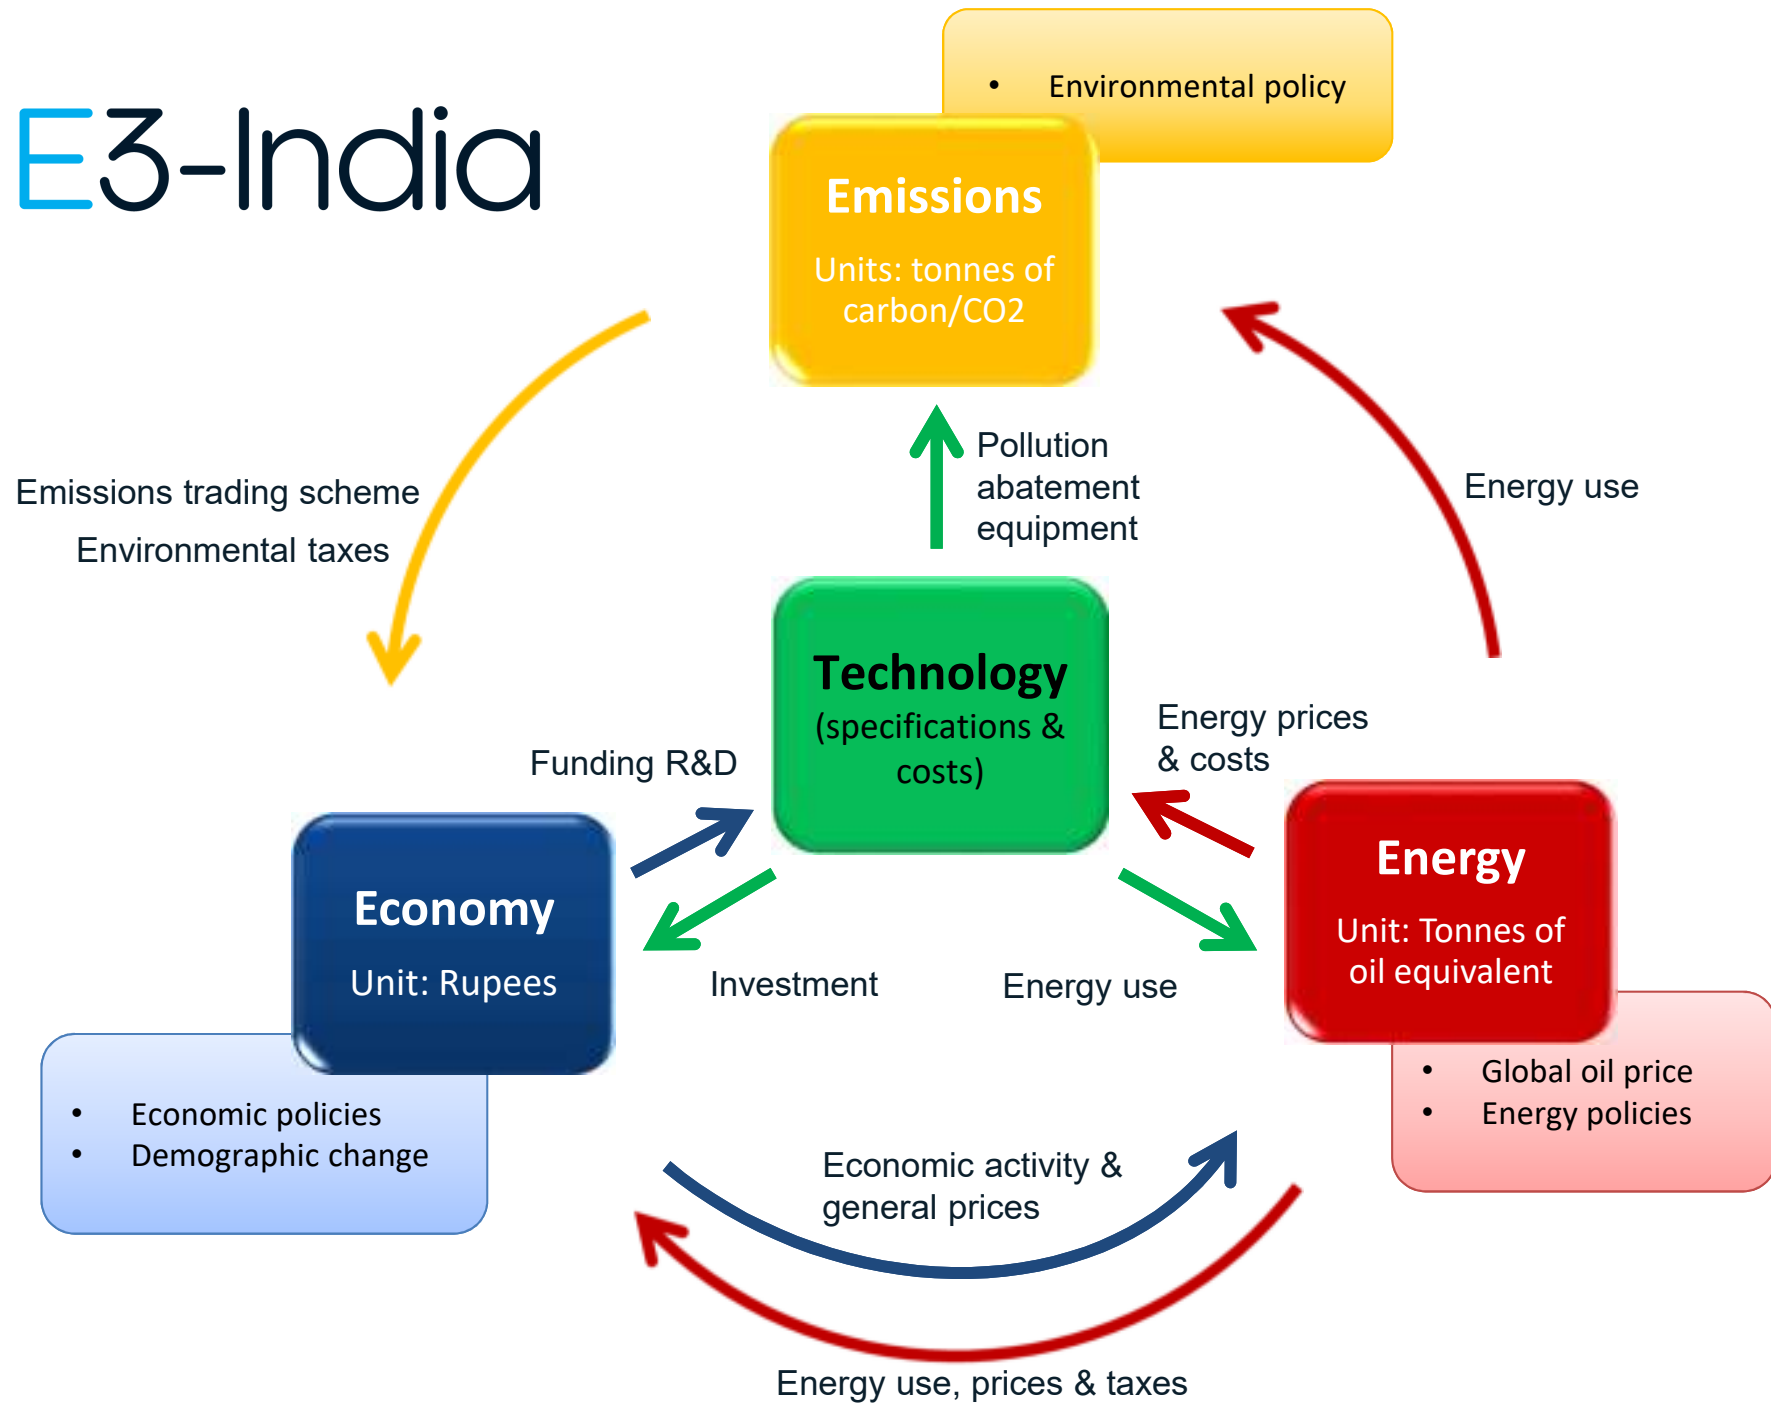 E3-India
• Environmental policy
Emissions
Units: tonnes of
carbon/CO2
Pollution
abatement
equipment
Energy use
Emissions trading scheme
Environmental taxes
Technology
(specifications &
costs)
Energy prices
& costs
Funding R&D
Economy
Unit: Rupees
Energy
Unit: Tonnes of
oil equivalent
Investment
Energy use
• Economic policies
• Demographic change
• Global oil price
• Energy policies
Economic activity &
general prices
Energy use, prices & taxes